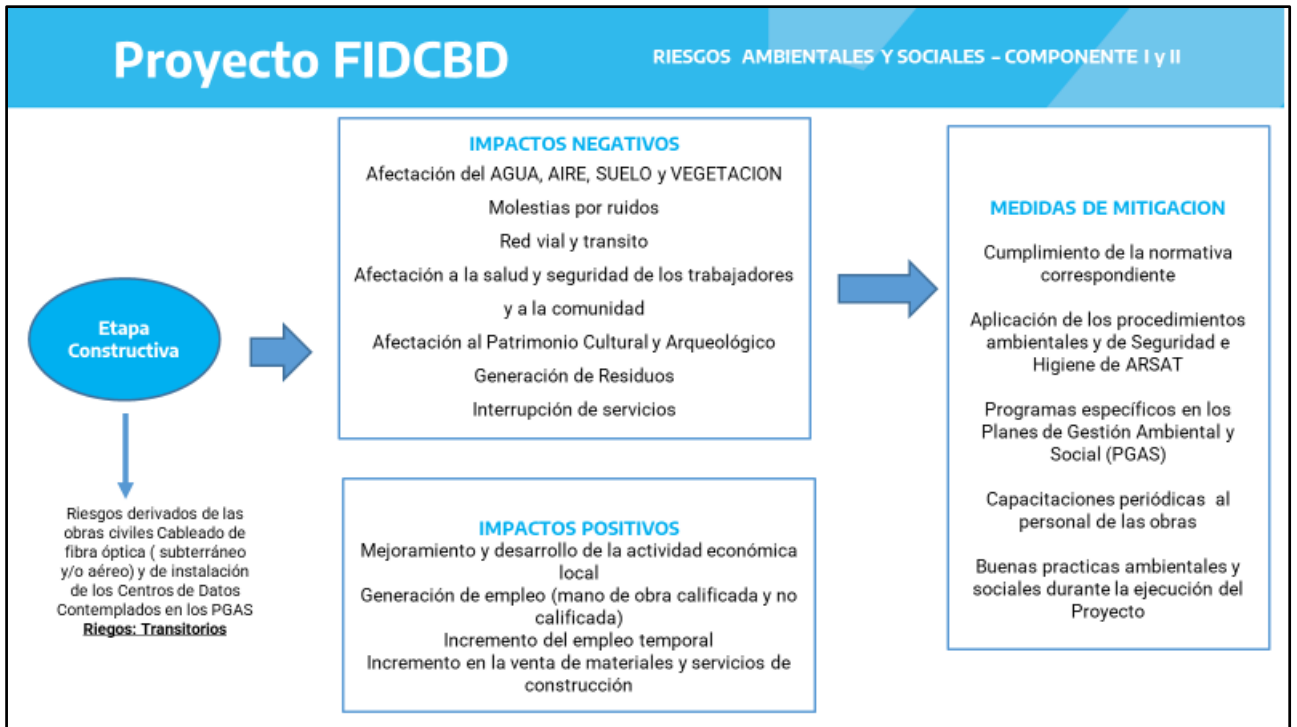 Proyecto FIDCBD
RIESGOS AMBIENTALES Y SOCIALES – COMPONENTE I y II
Etapa
Constructiva
Riesgos derivados de las
obras civiles Cableado de
fibra óptica ( subterráneo
y/o aéreo) y de instalación
de los Centros de Datos
Contemplados en los PGAS
Riegos: Transitorios
IMPACTOS NEGATIVOS
Afectación del AGUA, AIRE, SUELO y VEGETACION
Molestias por ruidos
Red vial y transito
Afectación a la salud y seguridad de los trabajadores
y a la comunidad
Afectación al Patrimonio Cultural y Arqueológico
Generación de Residuos
Interrupción de servicios
IMPACTOS POSITIVOS
Mejoramiento y desarrollo de la actividad económica
local
Generación de empleo (mano de obra calificada y no
calificada)
Incremento del empleo temporal
Incremento en la venta de materiales y servicios de
construcción
MEDIDAS DE MITIGACION
Cumplimiento de la normativa
correspondiente
Aplicación de los procedimientos
ambientales y de Seguridad e
Higiene de ARSAT
Programas específicos en los
Planes de Gestión Ambiental y
Social (PGAS)
Capacitaciones periódicas al
personal de las obras
Buenas practicas ambientales y
sociales durante la ejecución del
Proyecto